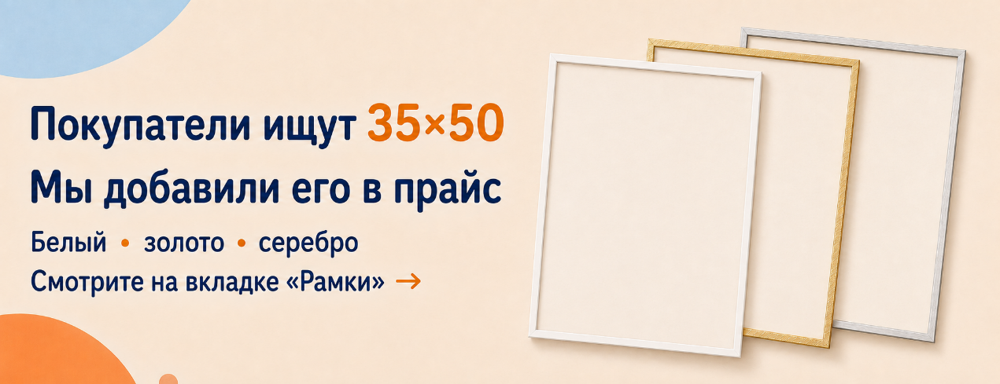 Покупатели ищут 35×50
Мы добавили его в прайс
Белый • золото • серебро
Смотрите на вкладке «Рамки» →